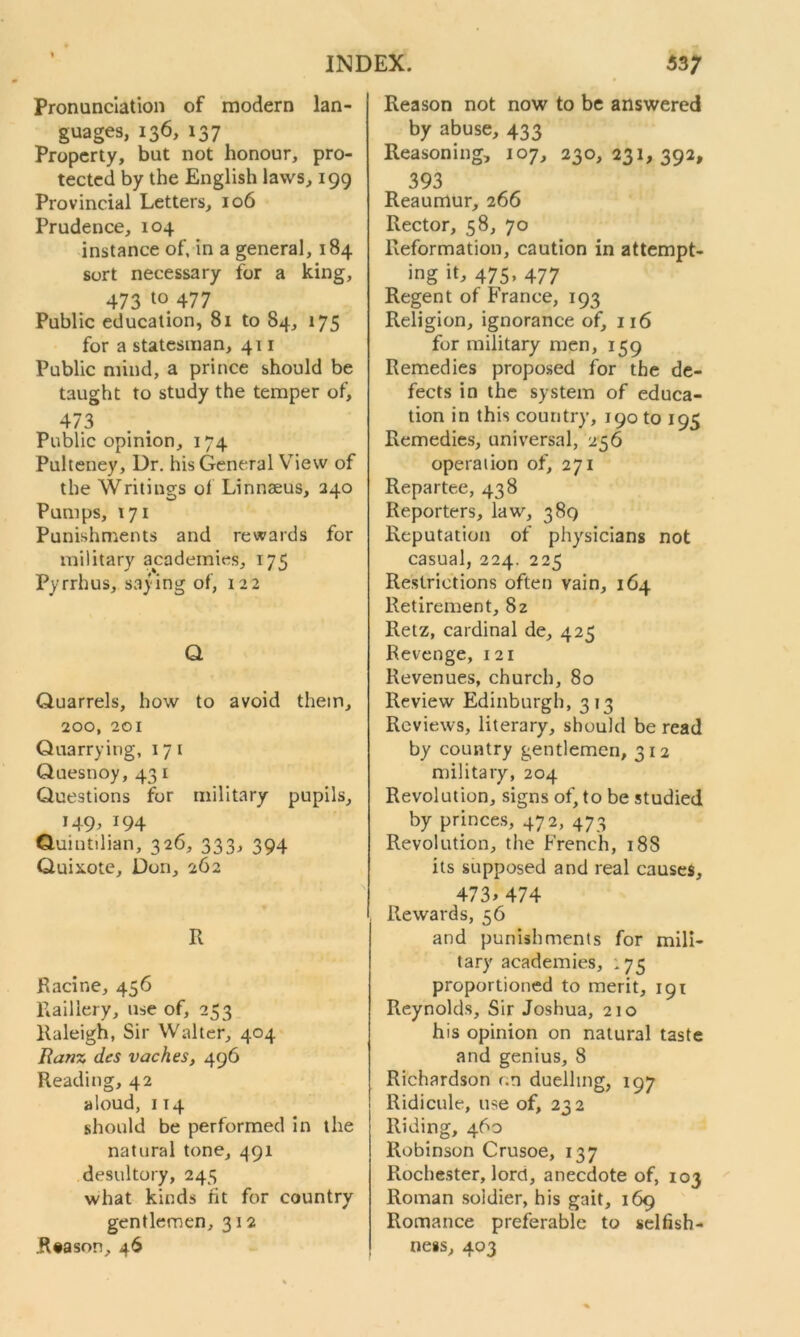 INDEX. 537
Pronunciation of modern lan-
guages, 136, 137
Property, but not honour, pro-
tected by the English laws, 199
Provincial Letters, 106
Prudence, 104
instance of, in a general, 184
sort necessary for a king,
473 to 477
Public education, 81 to 84, 175
for a statesman, 411
Public mind, a prince should be
taught to study the temper of,
473
Public opinion, 174
Pulteney, Dr. his General View of
the Writings of Linnæus, 240
Pumps, 171
Punishments and rewards for
military academies, 175
Pyrrhus, saying of, 122
Q
Quarrels, how to avoid them,
200, 201
Quarrying, 171
Quesnoy, 431
Questions for military pupils,
149, 194
Quintilian, 326, 333, 394
Quixote, Don, 262
R
Racine, 456
Raillery, use of, 253
Raleigh, Sir Walter, 404
Ranz des vaches, 496
Reading, 42
aloud, 114
should be performed in the
natural tone, 491
desultory, 245
what kinds fit for country
gentlemen, 312
Reason, 46
Reason not now to be answered
by abuse, 433
Reasoning, 107, 230, 231, 392,
393
Reaumur, 266
Rector, 58, 70
Reformation, caution in attempt-
ing it, 475, 477
Regent of France, 193
Religion, ignorance of, 116
for military men, 159
Remedies proposed for the de-
fects in the system of educa-
tion in this country, 190 to 195
Remedies, universal, 256
operation of, 271
Repartee, 438
Reporters, law, 389
Reputation of physicians not
casual, 224. 225
Restrictions often vain, 164
Retirement, 82
Retz, cardinal de, 425
Revenge, 121
Revenues, church, 80
Review Edinburgh, 313
Reviews, literary, should be read
by country gentlemen, 312
military, 204
Revolution, signs of, to be studied
by princes, 472, 473
Revolution, the French, 188
its supposed and real causes,
473, 474
Rewards, 56
and punishments for mili-
tary academies, 175
proportioned to merit, 191
Reynolds, Sir Joshua, 210
his opinion on natural taste
and genius, 8
Richardson on duelling, 197
Ridicule, use of, 232
Riding, 460
Robinson Crusoe, 137
Rochester, lord, anecdote of, 103
Roman soldier, his gait, 169
Romance preferable to selfish-
ness, 403